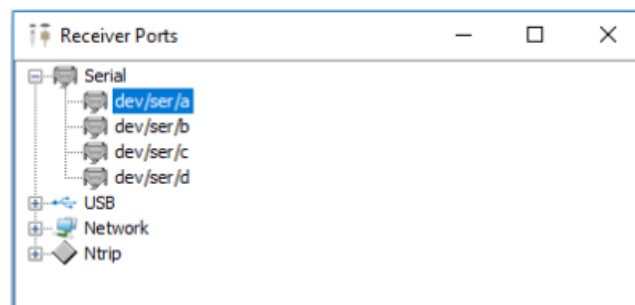 Receiver Ports
Serial
dev/ser/a
dev/ser/b
dev/ser/c
dev/ser/d
USB
Network
Ntrip